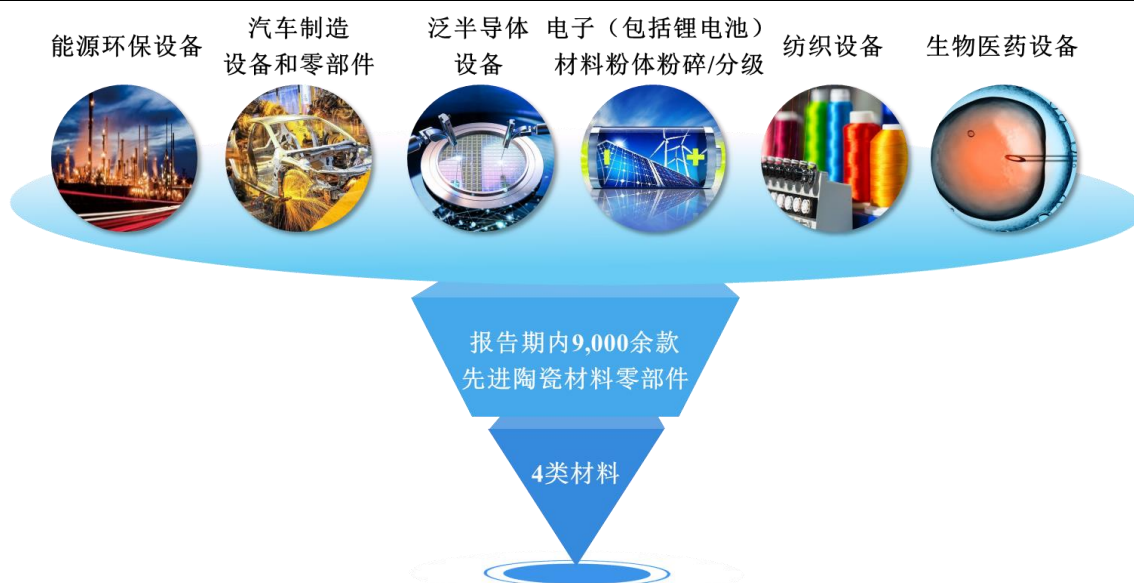 能源环保设备
汽车制造
设备和零部件
泛半导体
设备
电子（包括锂电池）
材料粉体粉碎/分级
纺织设备
生物医药设备
报告期内9,000余款
先进陶瓷材料零部件
4类材料